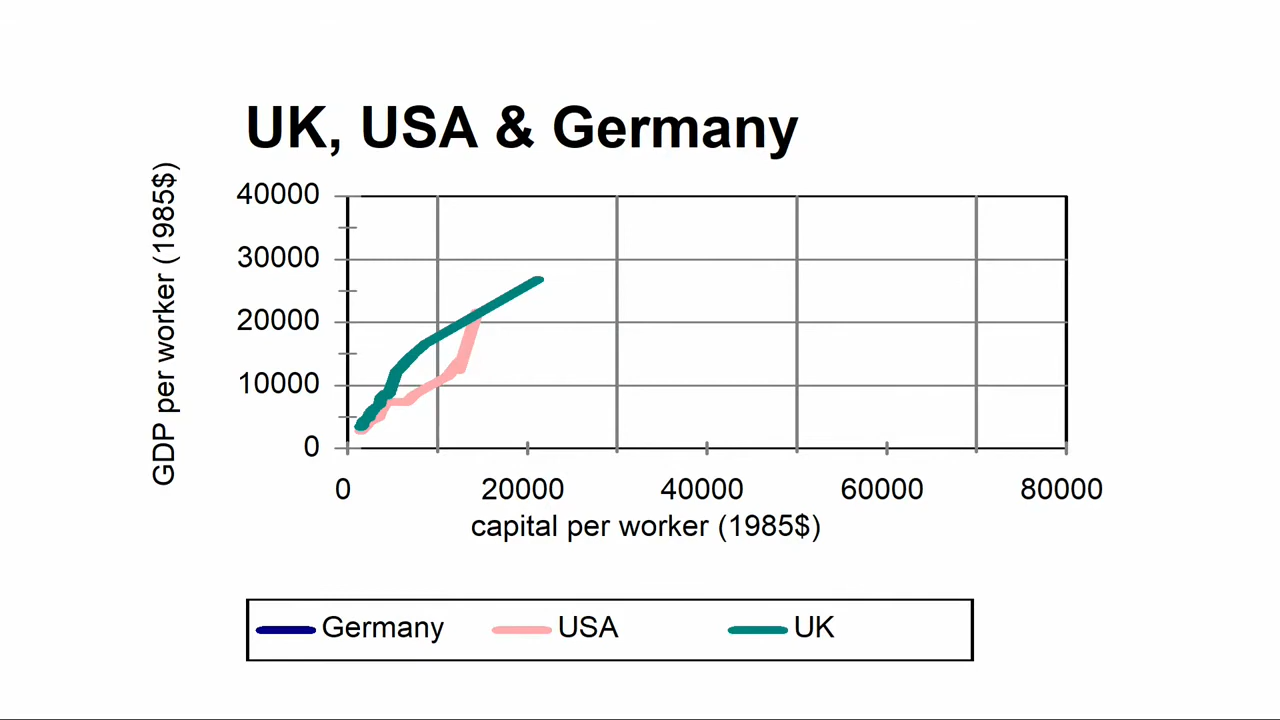 UK, USA & Germany
GDP per worker (1985$)
40000
30000
20000
10000
0
0 20000 40000 60000 80000
capital per worker (1985$)
Germany USA UK